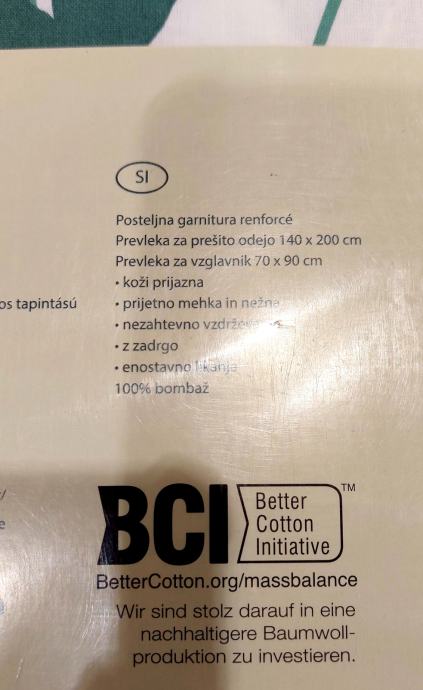 SI
Posteljna garnitura renforcé
Prevleka za prešito odejo 140 x 200 cm
Prevleka za vzglavnik 70 x 90 cm
• koži prijazna
os tapintású
• prijetno mehka in nežna
• nezahtevno
• z zadrgo
• enostavno likanje
100% bombaž
BCI
Better
Cotton
Initiative
TM
BetterCotton.org/massbalance
Wir sind stolz darauf in eine
nachhaltigere Baumwoll-
produktion zu investieren.